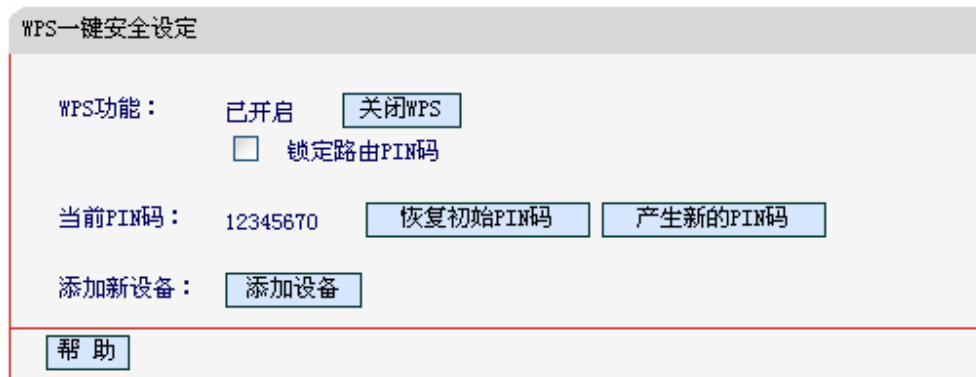 WPS一键安全设定
WPS功能： 已开启 关闭WPS
锁定路由PIN码
当前PIN码： 12345670 恢复初始PIN码 产生新的PIN码
添加新设备： 添加设备
帮 助